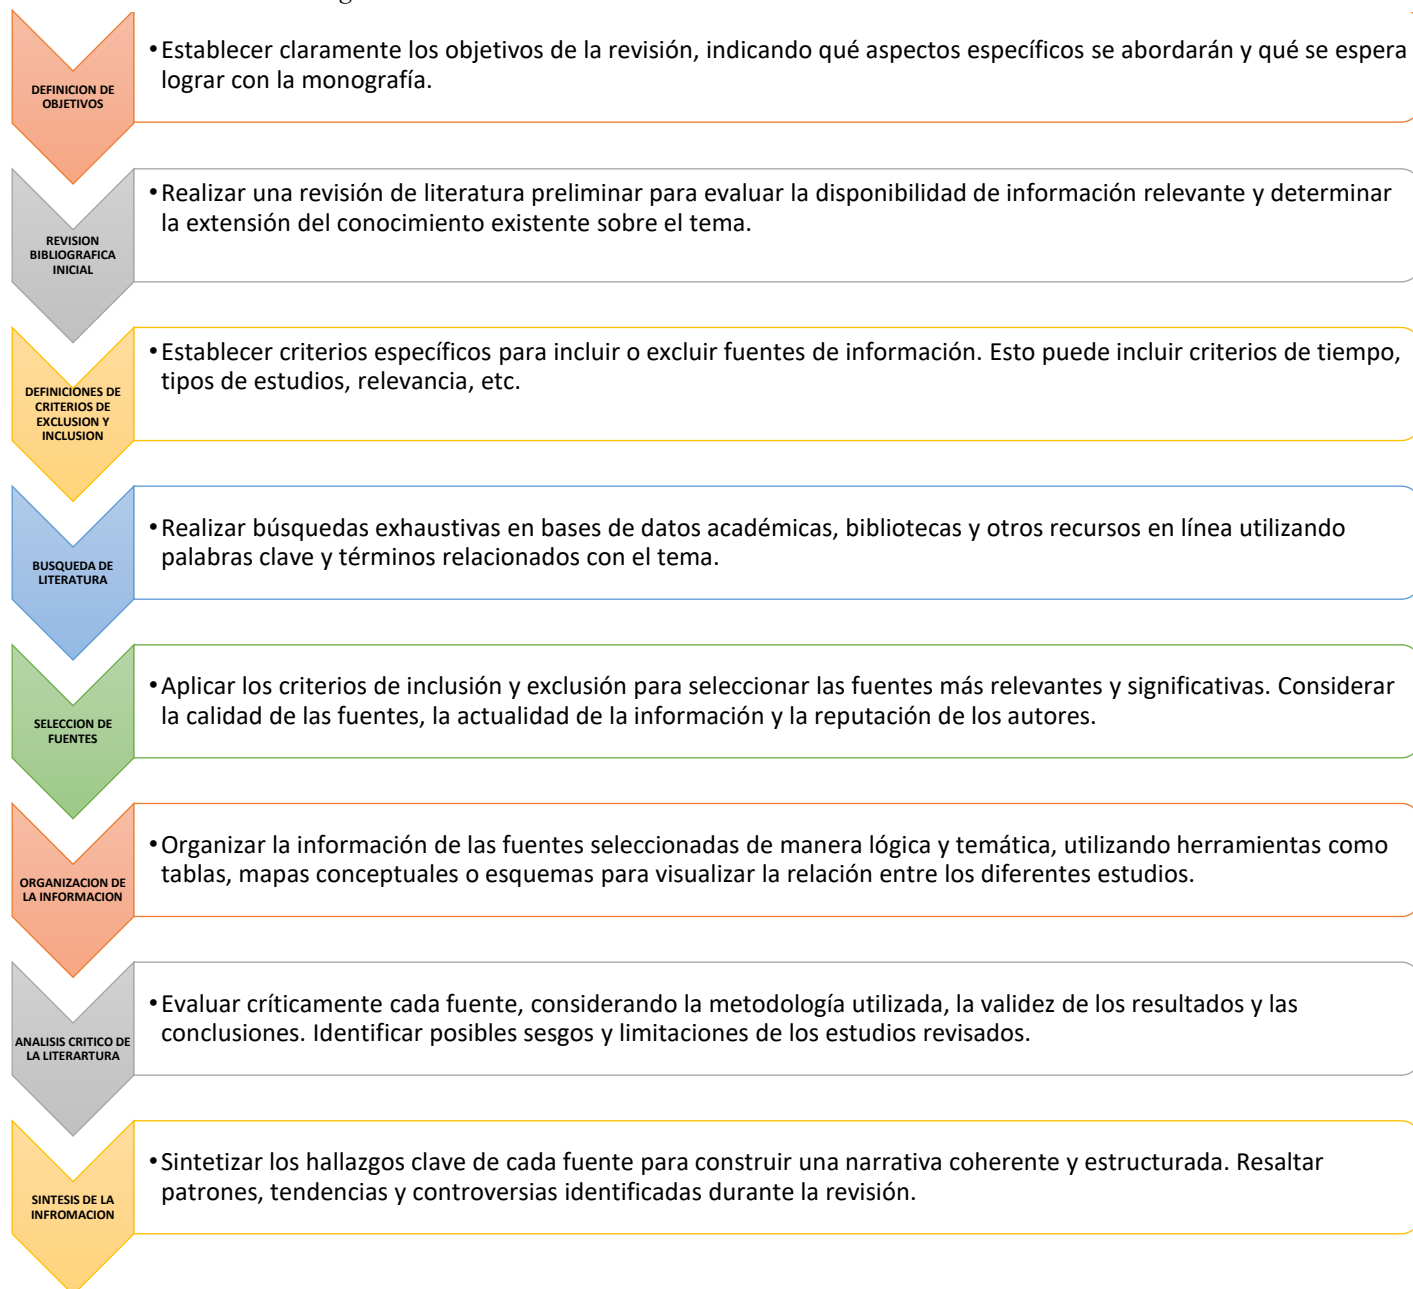 DEFINICION DE
OBJETIVOS
•Establecer claramente los objetivos de la revisión, indicando qué aspectos específicos se abordarán y qué se espera
lograr con la monografía.
REVISION
BIBLIOGRAFICA
INICIAL
•Realizar una revisión de literatura preliminar para evaluar la disponibilidad de información relevante y determinar
la extensión del conocimiento existente sobre el tema.
DEFINICIONES DE
CRITERIOS DE
EXCLUSION Y
INCLUSION
•Establecer criterios específicos para incluir o excluir fuentes de información. Esto puede incluir criterios de tiempo,
tipos de estudios, relevancia, etc.
BUSQUEDA DE
LITERATURA
•Realizar búsquedas exhaustivas en bases de datos académicas, bibliotecas y otros recursos en línea utilizando
palabras clave y términos relacionados con el tema.
SELECCION DE
FUENTES
•Aplicar los criterios de inclusión y exclusión para seleccionar las fuentes más relevantes y significativas. Considerar
la calidad de las fuentes, la actualidad de la información y la reputación de los autores.
ORGANIZACION DE
LA INFORMACION
•Organizar la información de las fuentes seleccionadas de manera lógica y temática, utilizando herramientas como
tablas, mapas conceptuales o esquemas para visualizar la relación entre los diferentes estudios.
ANALISIS CRITICO DE
LA LITERARTURA
•Evaluar críticamente cada fuente, considerando la metodología utilizada, la validez de los resultados y las
conclusiones. Identificar posibles sesgos y limitaciones de los estudios revisados.
SINTESIS DE LA
INFROMACION
•Sintetizar los hallazgos clave de cada fuente para construir una narrativa coherente y estructurada. Resaltar
patrones, tendencias y controversias identificadas durante la revisión.